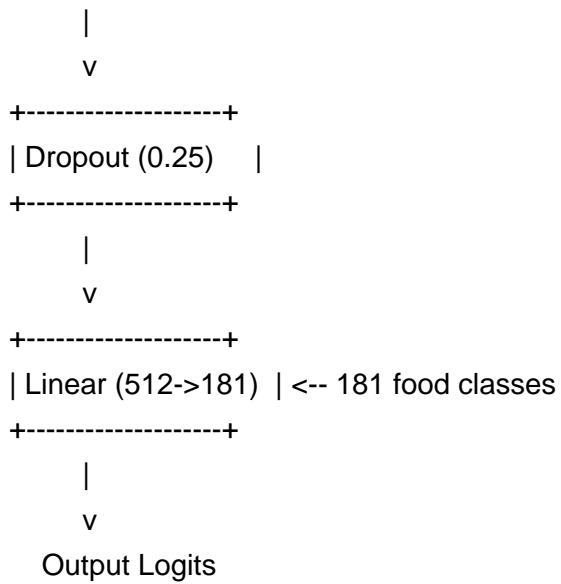 |
v
+--------------------+
| Dropout (0.25)     |
+--------------------+
|
v
+--------------------+
| Linear (512->181)  | <-- 181 food classes
+--------------------+
|
v
Output Logits